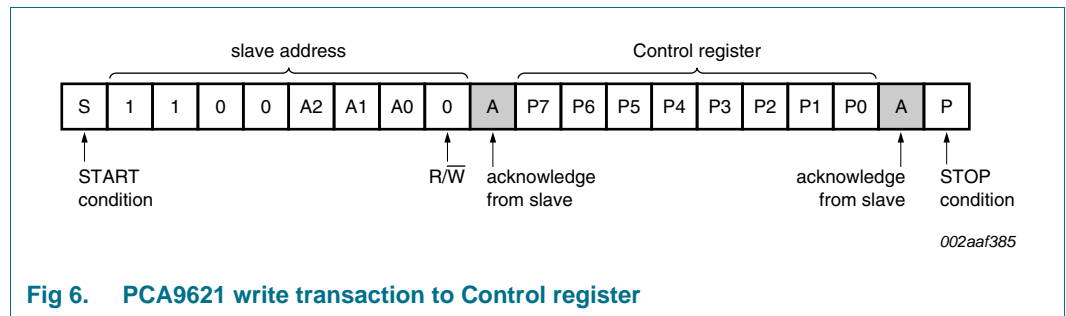 slave address Control register
S 1 1 0 0 A2 A1 A0 0 A P7 P6 P5 P4 P3 P2 P1 P0 A P
START condition R/W̅ acknowledge from slave acknowledge from slave STOP condition
002aaf385
Fig 6. PCA9621 write transaction to Control register